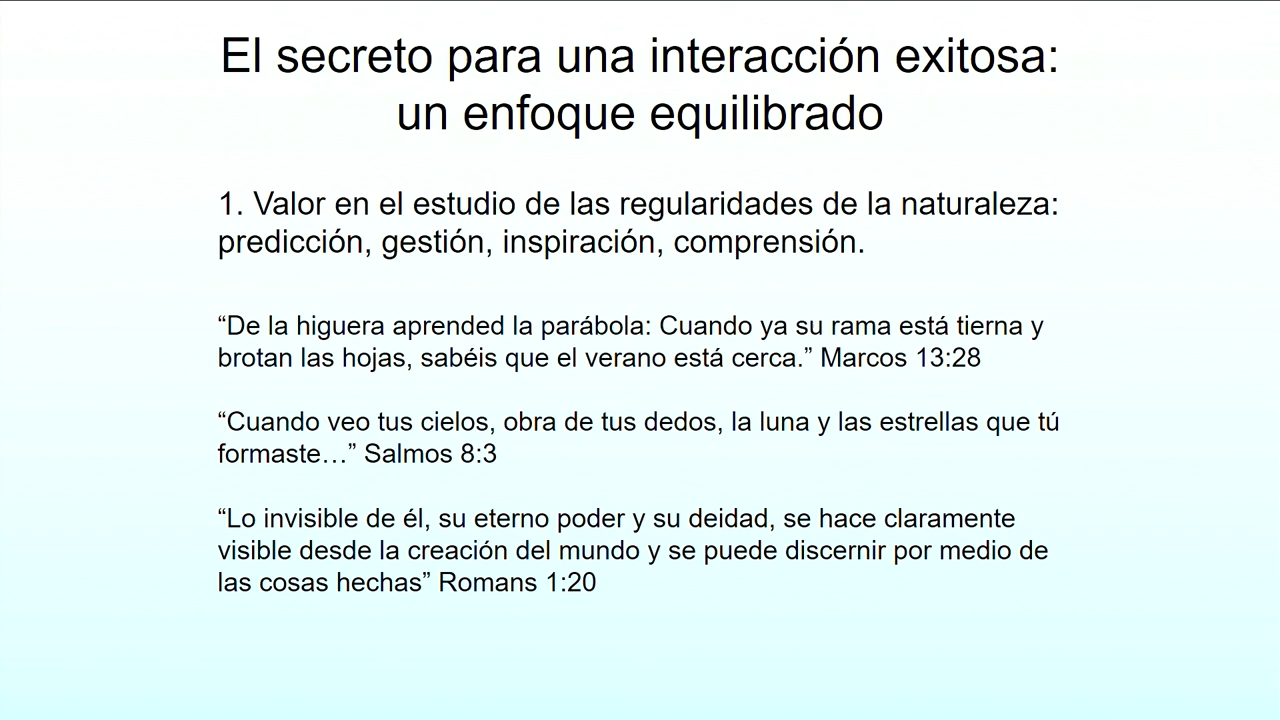 El secreto para una interacción exitosa:
un enfoque equilibrado
1. Valor en el estudio de las regularidades de la naturaleza:
predicción, gestión, inspiración, comprensión.
“De la higuera aprended la parábola: Cuando ya su rama está tierna y
brotan las hojas, sabéis que el verano está cerca.” Marcos 13:28
“Cuando veo tus cielos, obra de tus dedos, la luna y las estrellas que tú
formaste…” Salmos 8:3
“Lo invisible de él, su eterno poder y su deidad, se hace claramente
visible desde la creación del mundo y se puede discernir por medio de
las cosas hechas” Romans 1:20